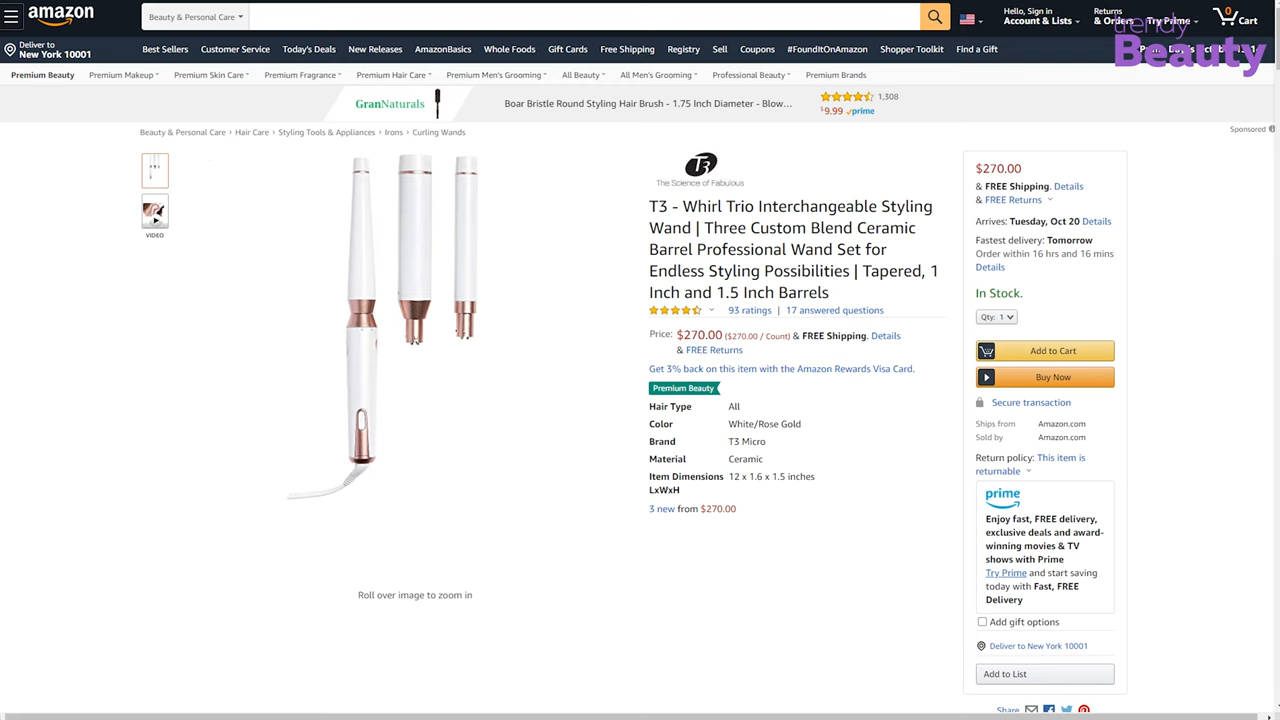 amazon
Beauty & Personal Care
Hello, Sign in
Account & Lists
Returns
& Orders
Try Prime
0
Cart
trendy
Beauty
Deliver to
New York 10001
Best Sellers
Customer Service
Today's Deals
New Releases
AmazonBasics
Whole Foods
Gift Cards
Free Shipping
Registry
Sell
Coupons
#FoundItOnAmazon
Shopper Toolkit
Find a Gift
Premium Beauty
Premium Makeup
Premium Skin Care
Premium Fragrance
Premium Hair Care
Premium Men's Grooming
All Beauty
All Men's Grooming
Professional Beauty
Premium Brands
GranNaturals
Boar Bristle Round Styling Hair Brush - 1.75 Inch Diameter - Blow...
1,308
$9.99 prime
Beauty & Personal Care › Hair Care › Styling Tools & Appliances › Irons › Curling Wands
Sponsored
VIDEO
Roll over image to zoom in
T3
The Science of Fabulous
T3 - Whirl Trio Interchangeable Styling
Wand | Three Custom Blend Ceramic
Barrel Professional Wand Set for
Endless Styling Possibilities | Tapered, 1
Inch and 1.5 Inch Barrels
93 ratings | 17 answered questions
Price: $270.00 ($270.00 / Count) & FREE Shipping. Details
& FREE Returns
Get 3% back on this item with the Amazon Rewards Visa Card.
Premium Beauty
Hair Type All
Color White/Rose Gold
Brand T3 Micro
Material Ceramic
Item Dimensions 12 x 1.6 x 1.5 inches
LxWxH
3 new from $270.00
$270.00
& FREE Shipping. Details
& FREE Returns
Arrives: Tuesday, Oct 20 Details
Fastest delivery: Tomorrow
Order within 16 hrs and 16 mins
Details
In Stock.
Qty: 1
Add to Cart
Buy Now
Secure transaction
Ships from Amazon.com
Sold by Amazon.com
Return policy: This item is
returnable
prime
Enjoy fast, FREE delivery,
exclusive deals and award-
winning movies & TV
shows with Prime
Try Prime and start saving
today with Fast, FREE
Delivery
Add gift options
Deliver to New York 10001
Add to List
Share